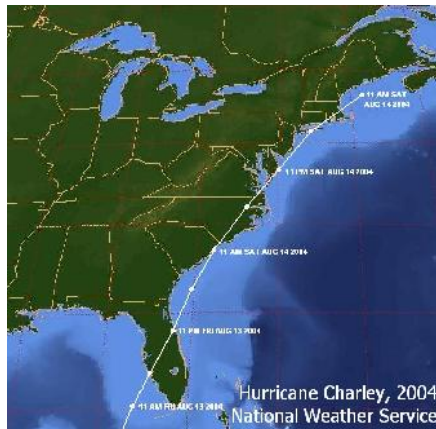 11 AM SAT
AUG 14 2004
11 PM SAT AUG 14 2004
11 AM SAT AUG 14 2004
11 PM FRI AUG 13 2004
11 AM FRI AUG 13 2004
Hurricane Charley, 2004
National Weather Service